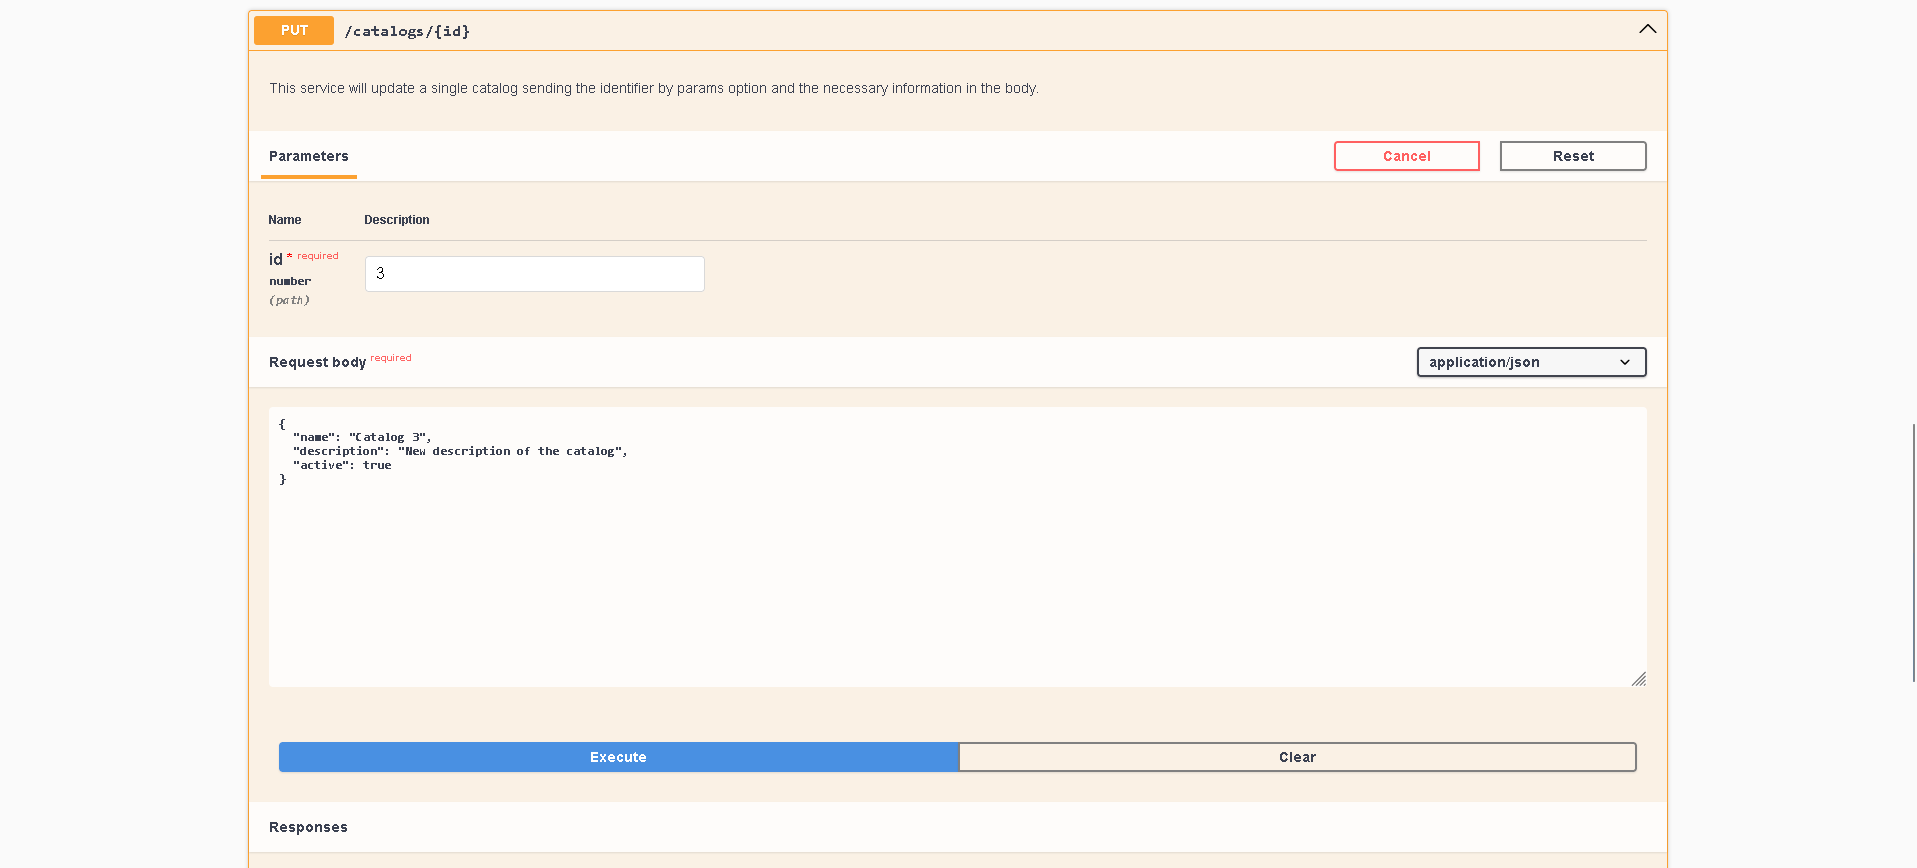 PUT /catalogs/{id}
This service will update a single catalog sending the identifier by params option and the necessary information in the body.
Parameters Cancel Reset
Name Description
id * required
number
(path)
3
Request body required application/json
{
  "name": "Catalog 3",
  "description": "New description of the catalog",
  "active": true
}
Execute Clear
Responses